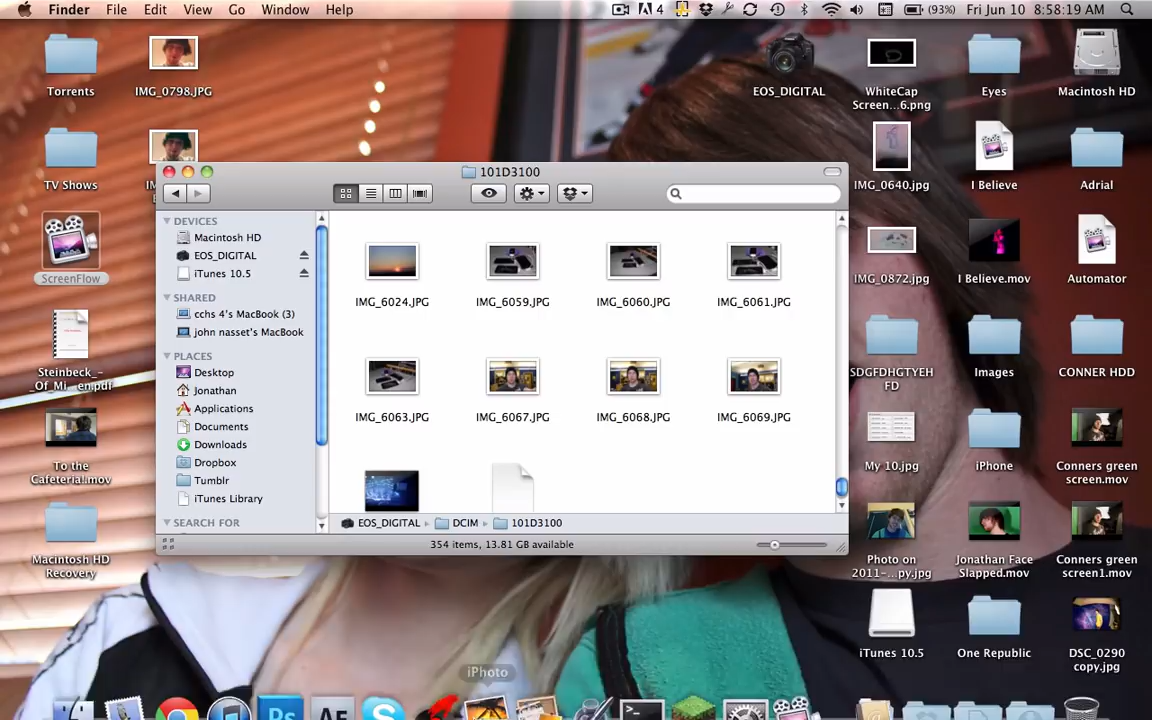 Finder File Edit View Go Window Help
4
(93%) Fri Jun 10 8:58:19 AM
Torrents
IMG_0798.JPG
TV Shows
ScreenFlow
Steinbeck_-
_Of_Mi...en.pdf
To the
Cafeteria!.mov
Macintosh HD
Recovery
101D3100
DEVICES
Macintosh HD
EOS_DIGITAL
iTunes 10.5
SHARED
cchs 4's MacBook (3)
john nasset's MacBook
PLACES
Desktop
Jonathan
Applications
Documents
Downloads
Dropbox
Tumblr
iTunes Library
SEARCH FOR
IMG_6024.JPG
IMG_6059.JPG
IMG_6060.JPG
IMG_6061.JPG
IMG_6063.JPG
IMG_6067.JPG
IMG_6068.JPG
IMG_6069.JPG
EOS_DIGITAL DCIM 101D3100
354 items, 13.81 GB available
EOS_DIGITAL
WhiteCap
Screen...6.png
Eyes
Macintosh HD
IMG_0640.jpg
I Believe
Adrial
IMG_0872.jpg
I Believe.mov
Automator
SDGFDHGTYEH
FD
Images
CONNER HDD
My 10.jpg
iPhone
Conners green
screen.mov
Photo on
2011-...py.jpg
Jonathan Face
Slapped.mov
Conners green
screen1.mov
iTunes 10.5
One Republic
DSC_0290
copy.jpg
iPhoto
Ps
AE